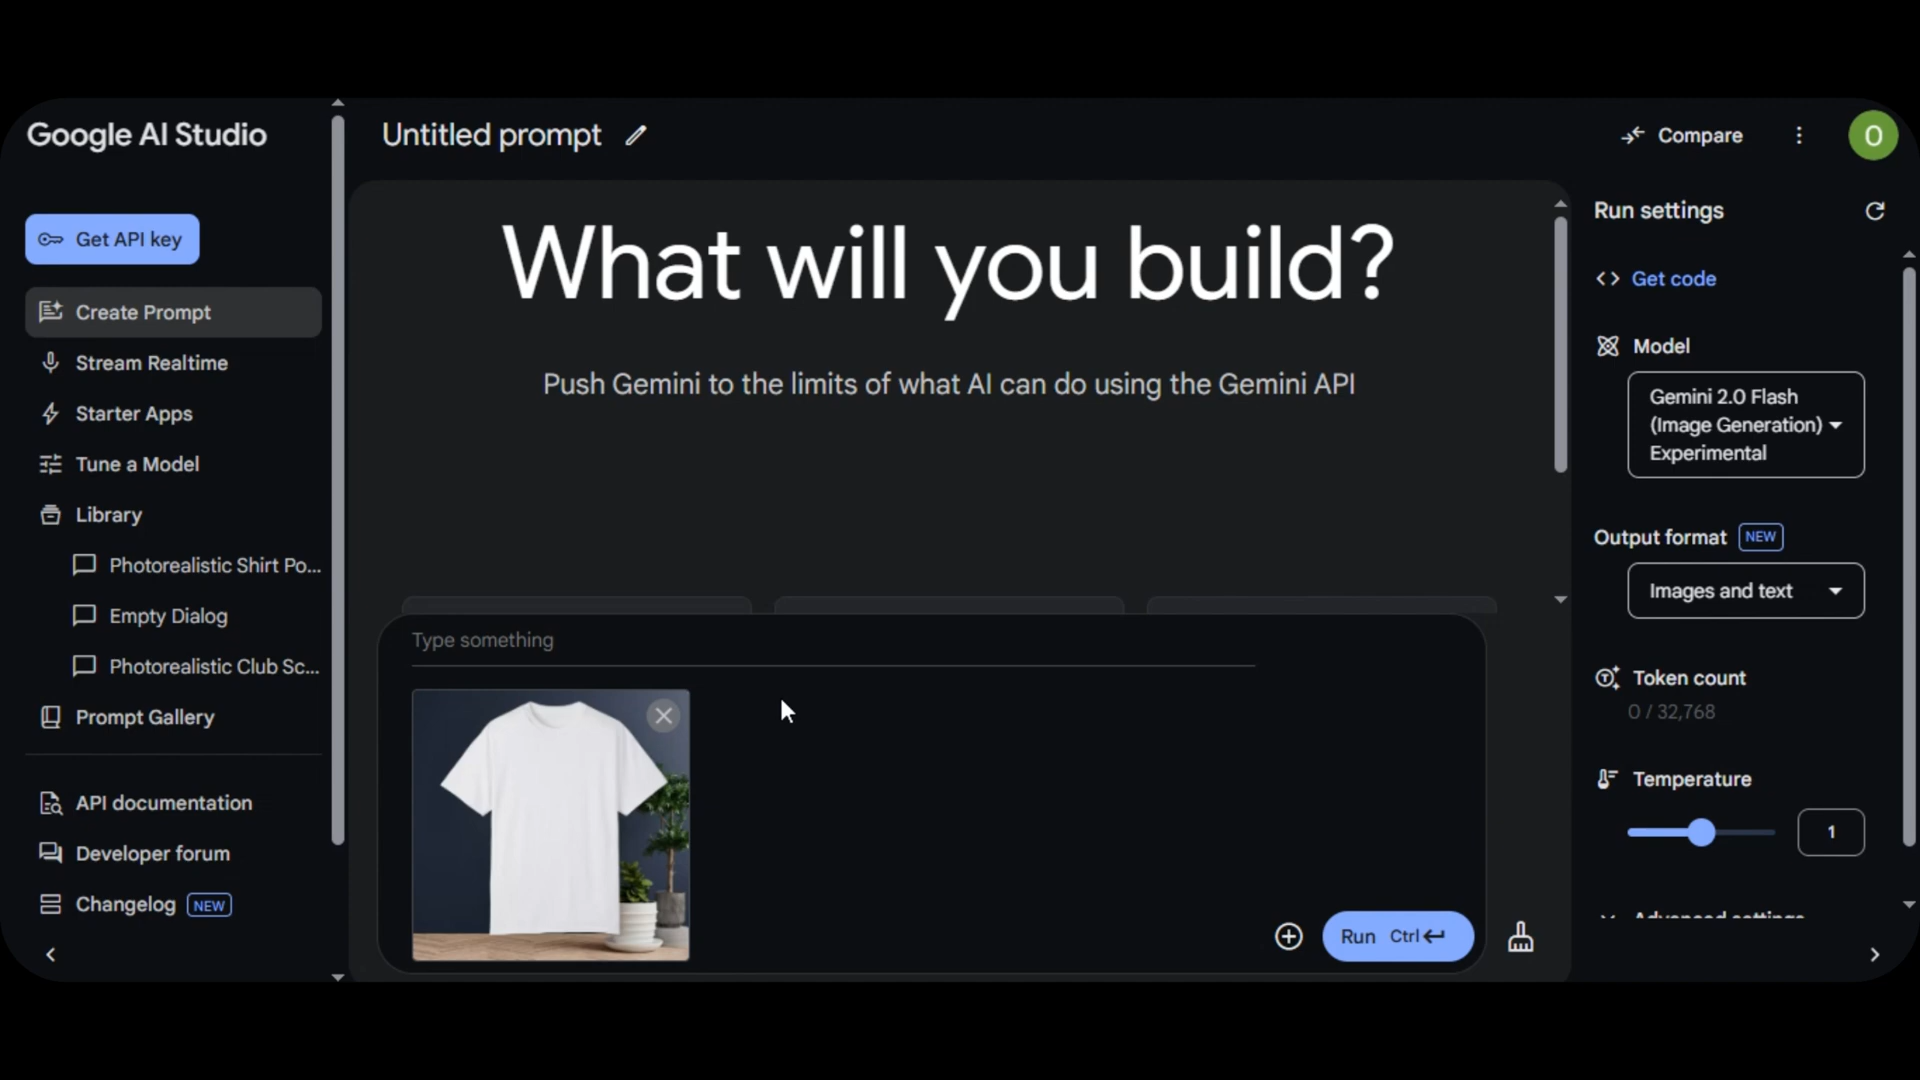 Google AI Studio
Get API key
Create Prompt
Stream Realtime
Starter Apps
Tune a Model
Library
Photorealistic Shirt Po...
Empty Dialog
Photorealistic Club Sc...
Prompt Gallery
API documentation
Developer forum
Changelog NEW
Untitled prompt
What will you build?
Push Gemini to the limits of what AI can do using the Gemini API
Type something
Run Ctrl
Compare
O
Run settings
Get code
Model
Gemini 2.0 Flash
(Image Generation)
Experimental
Output format NEW
Images and text
Token count
0 / 32,768
Temperature
1
Advanced settings